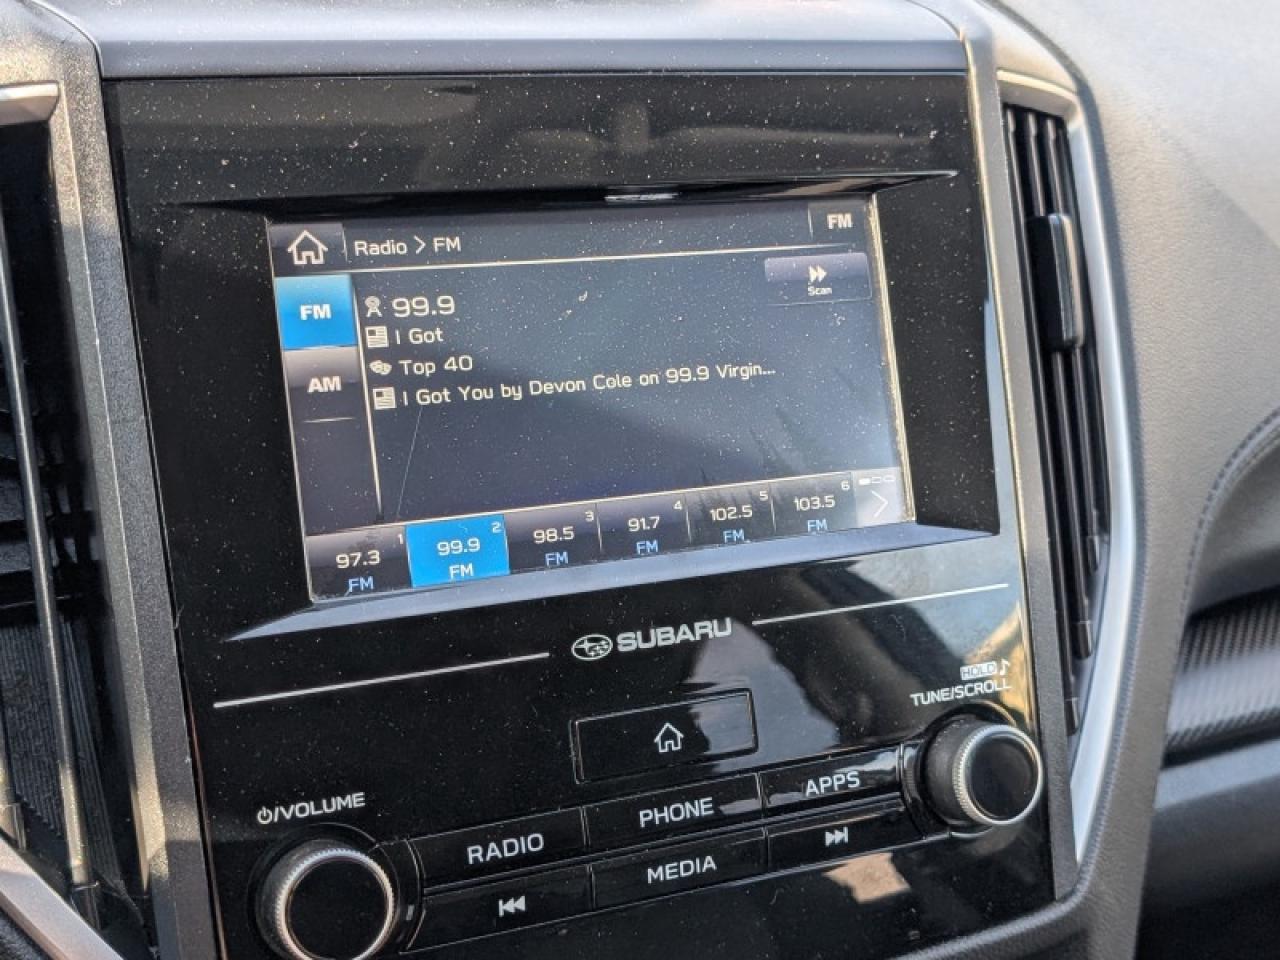 Radio > FM
FM
FM
99.9
Scan
I Got
AM
Top 40
I Got You by Devon Cole on 99.9 Virgin...
97.3 1
FM
99.9 2
FM
98.5 3
FM
91.7 4
FM
102.5 5
FM
103.5 6
FM
SUBARU
HOLD ♪
TUNE/SCROLL
/VOLUME
RADIO
PHONE
APPS
MEDIA